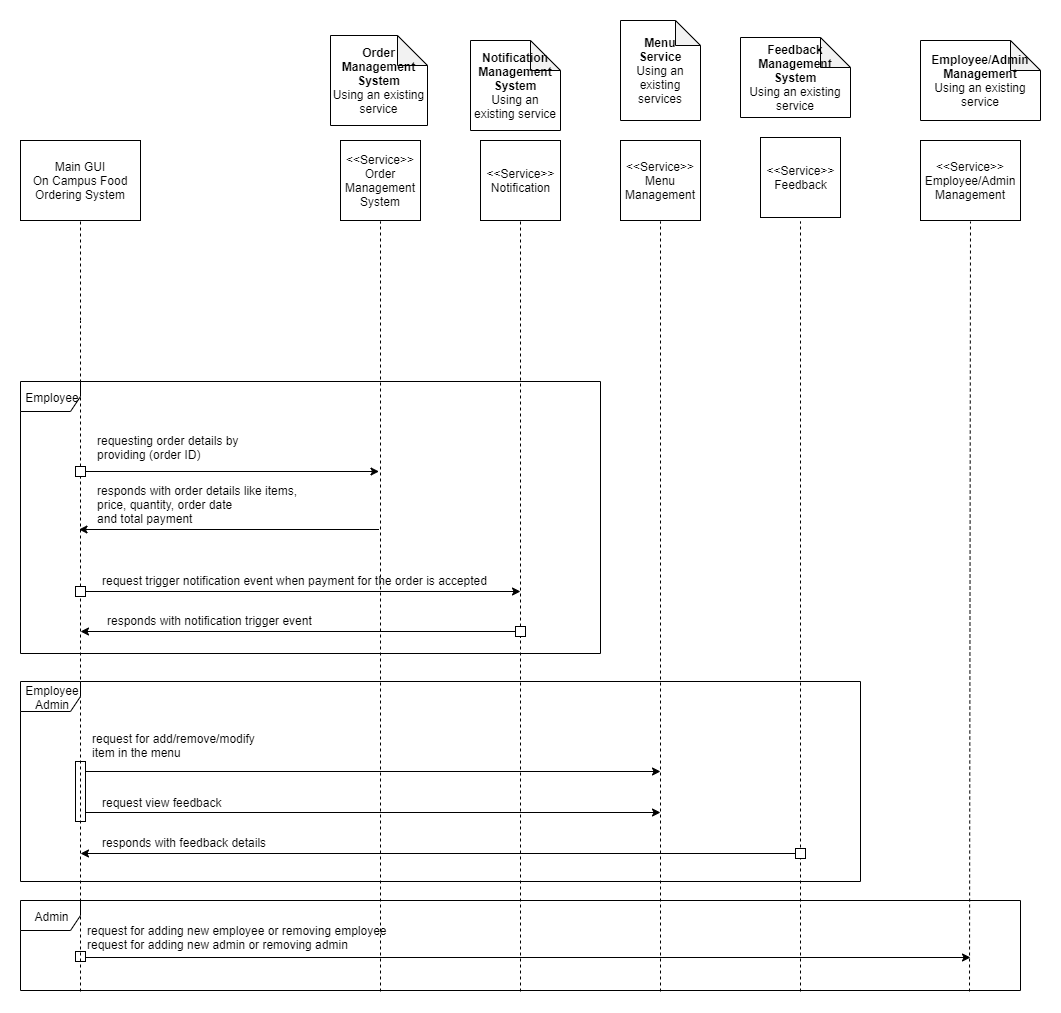 Order
Management
System
Using an existing
service
Notification
Management
System
Using an
existing service
Menu
Service
Using an
existing
services
Feedback
Management
System
Using an existing
service
Employee/Admin
Management
Using an existing
service
Main GUI
On Campus Food
Ordering System
<<Service>>
Order
Management
System
<<Service>>
Notification
<<Service>>
Menu
Management
<<Service>>
Feedback
<<Service>>
Employee/Admin
Management
Employee
requesting order details by
providing (order ID)
responds with order details like items,
price, quantity, order date
and total payment
request trigger notification event when payment for the order is accepted
responds with notification trigger event
Employee
Admin
request for add/remove/modify
item in the menu
request view feedback
responds with feedback details
Admin
request for adding new employee or removing employee
request for adding new admin or removing admin